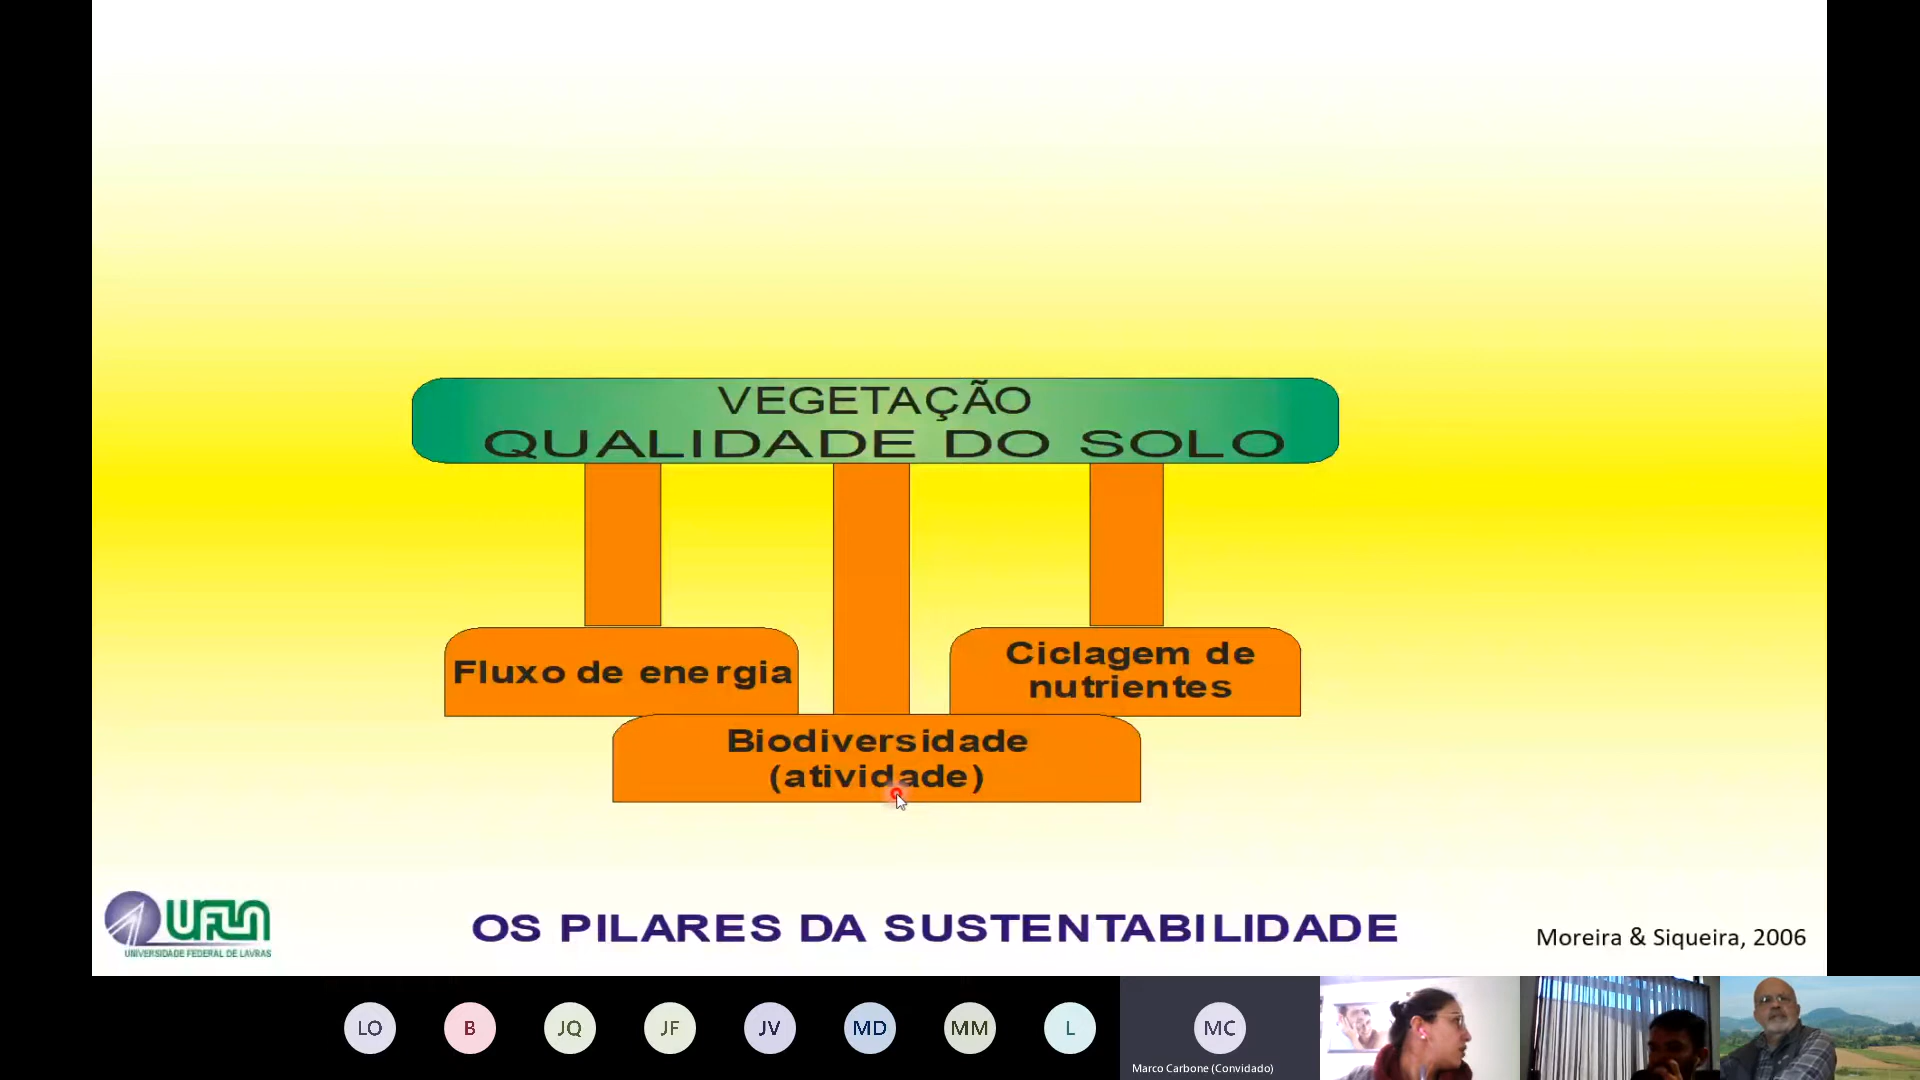 VEGETAÇÃO
QUALIDADE DO SOLO
Fluxo de energia
Ciclagem de
nutrientes
Biodiversidade
(atividade)
UFLA
UNIVERSIDADE FEDERAL DE LAVRAS
OS PILARES DA SUSTENTABILIDADE
Moreira & Siqueira, 2006
LO
B
JQ
JF
JV
MD
MM
L
MC
Marco Carbone (Convidado)